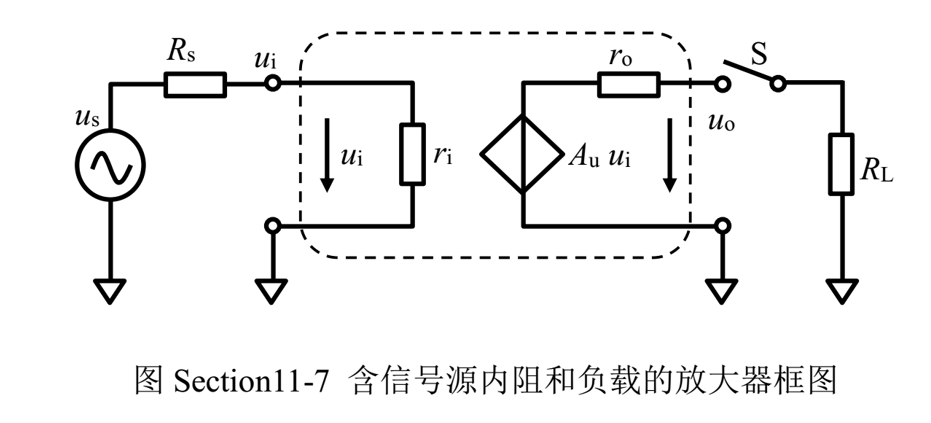 Rs
ui
us
ui
ri
ro
Au ui
uo
S
RL
图 Section11-7 含信号源内阻和负载的放大器框图